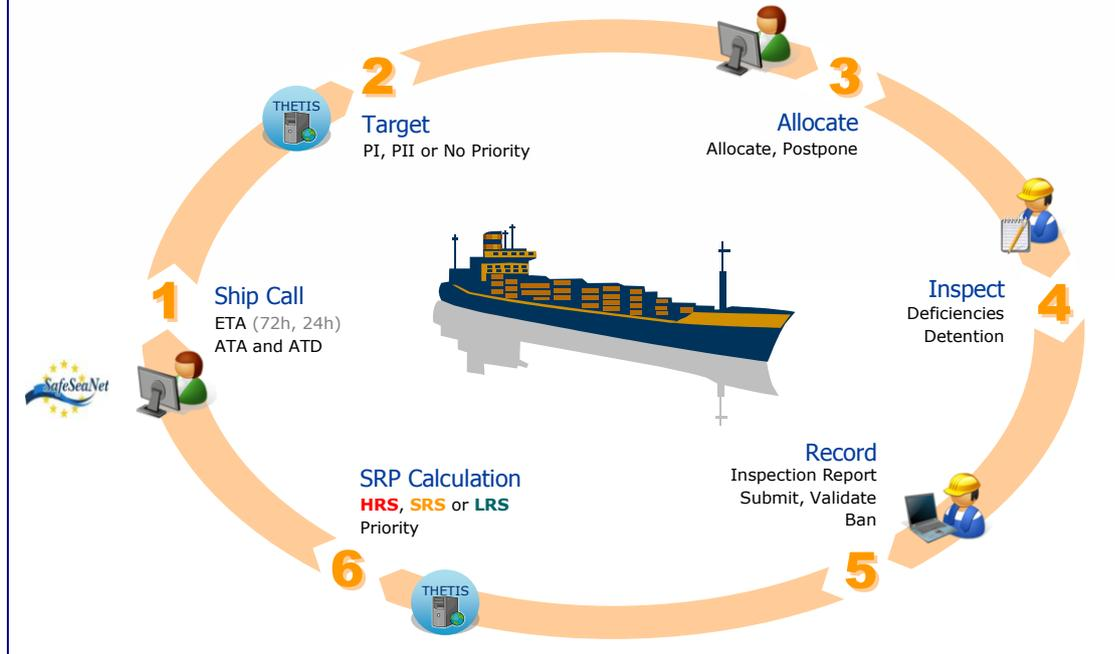 1
Ship Call
ETA (72h, 24h)
ATA and ATD
SafeSeaNet
THETIS
2
Target
PI, PII or No Priority
3
Allocate
Allocate, Postpone
4
Inspect
Deficiencies
Detention
5
Record
Inspection Report
Submit, Validate
Ban
THETIS
6
SRP Calculation
HRS, SRS or LRS
Priority